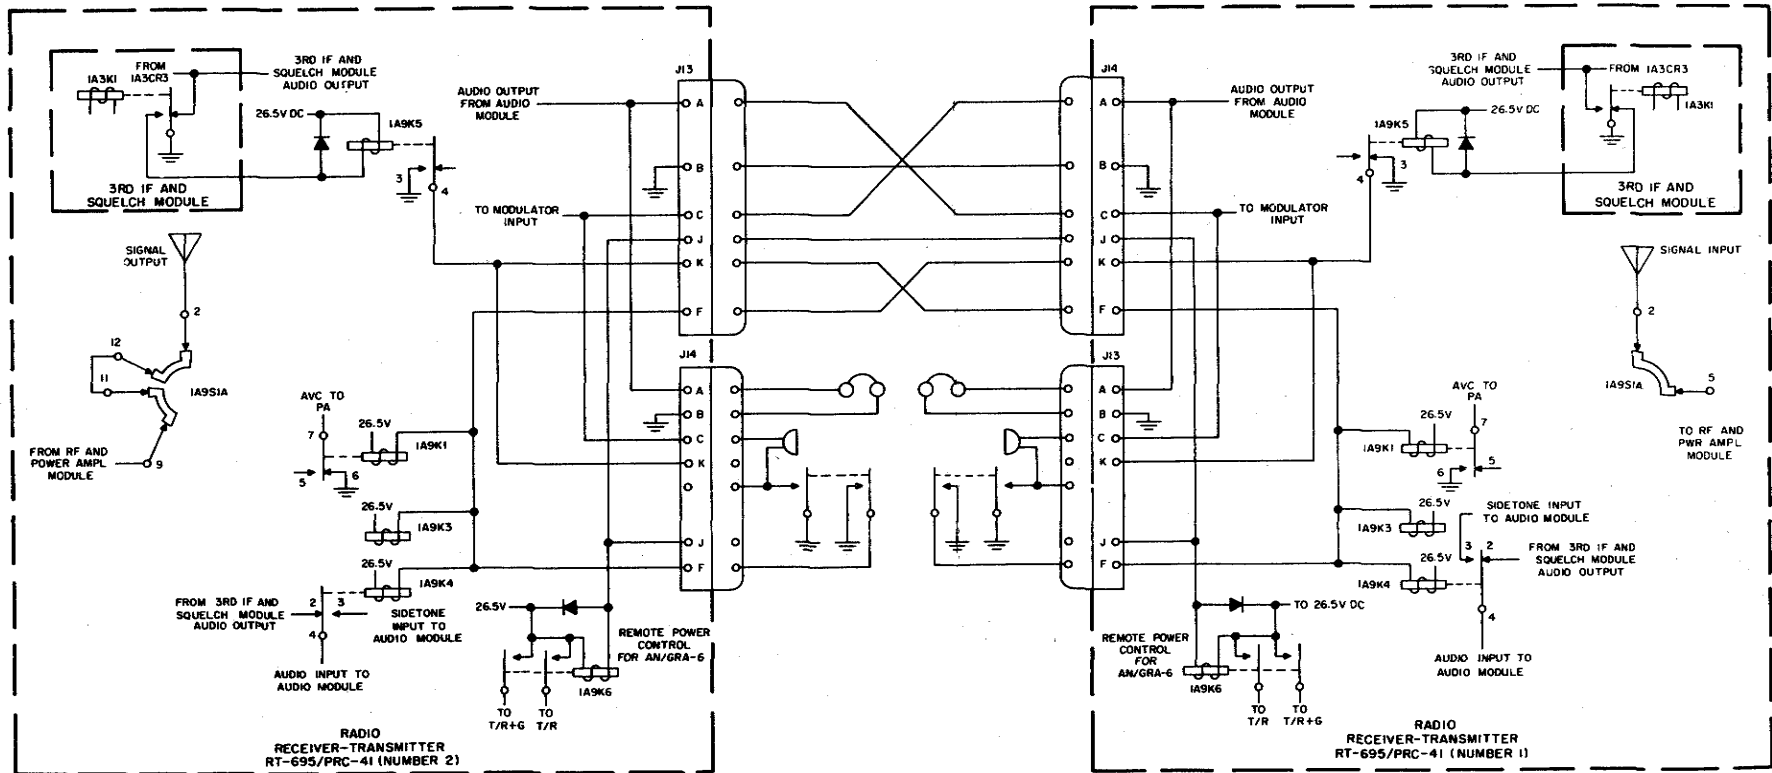 FROM
1A3CR3
1A3K1
3RD IF AND
SQUELCH MODULE
AUDIO OUTPUT
26.5V DC
1A9K5
3
4
3RD IF AND
SQUELCH MODULE
SIGNAL
OUTPUT
2
12
11
1A9S1A
9
FROM RF AND
POWER AMPL
MODULE
AVC TO
PA
7
26.5V
1A9K1
5
6
26.5V
1A9K3
26.5V
1A9K4
2
3
4
FROM 3RD IF AND
SQUELCH MODULE
AUDIO OUTPUT
SIDETONE
INPUT TO
AUDIO MODULE
AUDIO INPUT TO
AUDIO MODULE
AUDIO OUTPUT
FROM AUDIO
MODULE
TO MODULATOR
INPUT
26.5V
REMOTE POWER
CONTROL
FOR AN/GRA-6
1A9K6
TO
T/R+G
TO
T/R
RADIO
RECEIVER-TRANSMITTER
RT-695/PRC-41 (NUMBER 2)
J13
A
B
C
J
K
F
J14
A
B
C
K
J
F
J14
A
B
C
J
K
F
J13
A
B
C
K
J
F
AUDIO OUTPUT
FROM AUDIO
MODULE
TO MODULATOR
INPUT
3RD IF AND
SQUELCH MODULE
AUDIO OUTPUT
FROM 1A3CR3
1A3K1
1A9K5
26.5V DC
3
4
3RD IF AND
SQUELCH MODULE
SIGNAL INPUT
2
1A9S1A
5
TO RF AND
PWR AMPL
MODULE
AVC TO
PA
7
26.5V
1A9K1
6
5
26.5V
1A9K3
SIDETONE INPUT
TO AUDIO MODULE
3
2
26.5V
1A9K4
FROM 3RD IF AND
SQUELCH MODULE
AUDIO OUTPUT
4
AUDIO INPUT TO
AUDIO MODULE
TO 26.5V DC
REMOTE POWER
CONTROL
FOR
AN/GRA-6
1A9K6
TO
T/R
TO
T/R+G
RADIO
RECEIVER-TRANSMITTER
RT-695/PRC-41 (NUMBER 1)